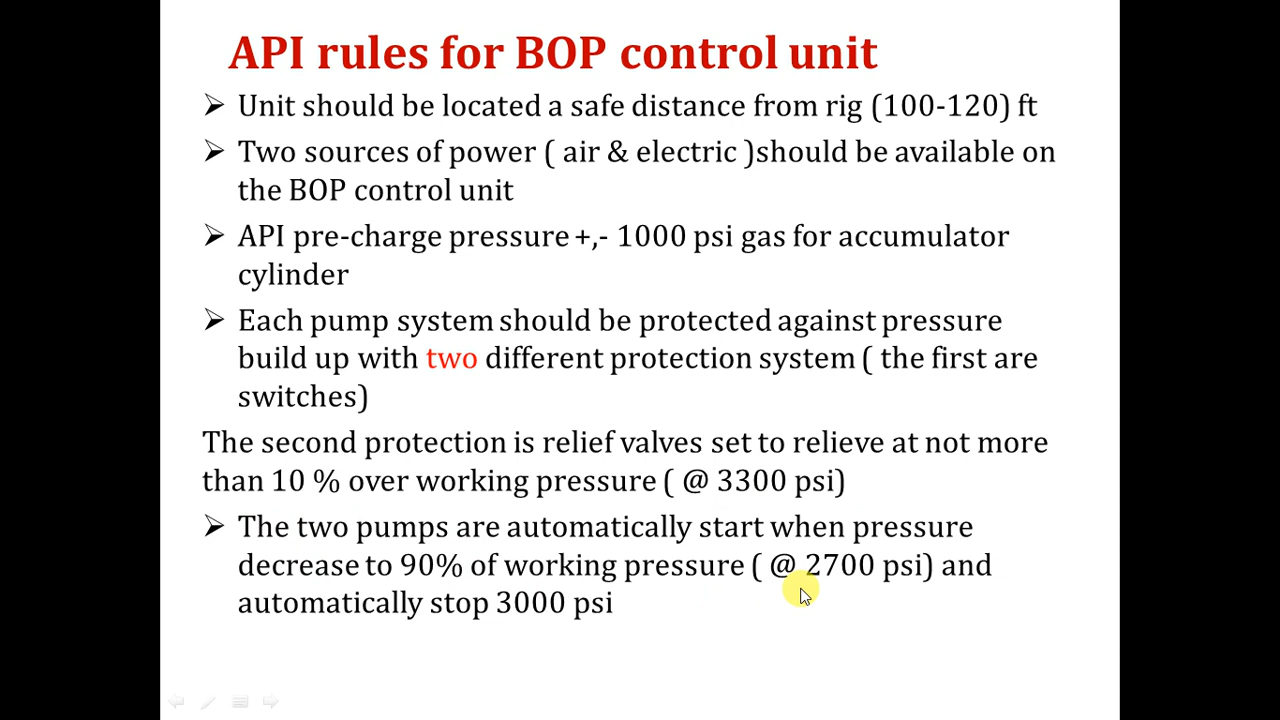 API rules for BOP control unit
➢ Unit should be located a safe distance from rig (100-120) ft
➢ Two sources of power ( air & electric )should be available on
the BOP control unit
➢ API pre-charge pressure +,- 1000 psi gas for accumulator
cylinder
➢ Each pump system should be protected against pressure
build up with two different protection system ( the first are
switches)
The second protection is relief valves set to relieve at not more
than 10 % over working pressure ( @ 3300 psi)
➢ The two pumps are automatically start when pressure
decrease to 90% of working pressure ( @ 2700 psi) and
automatically stop 3000 psi